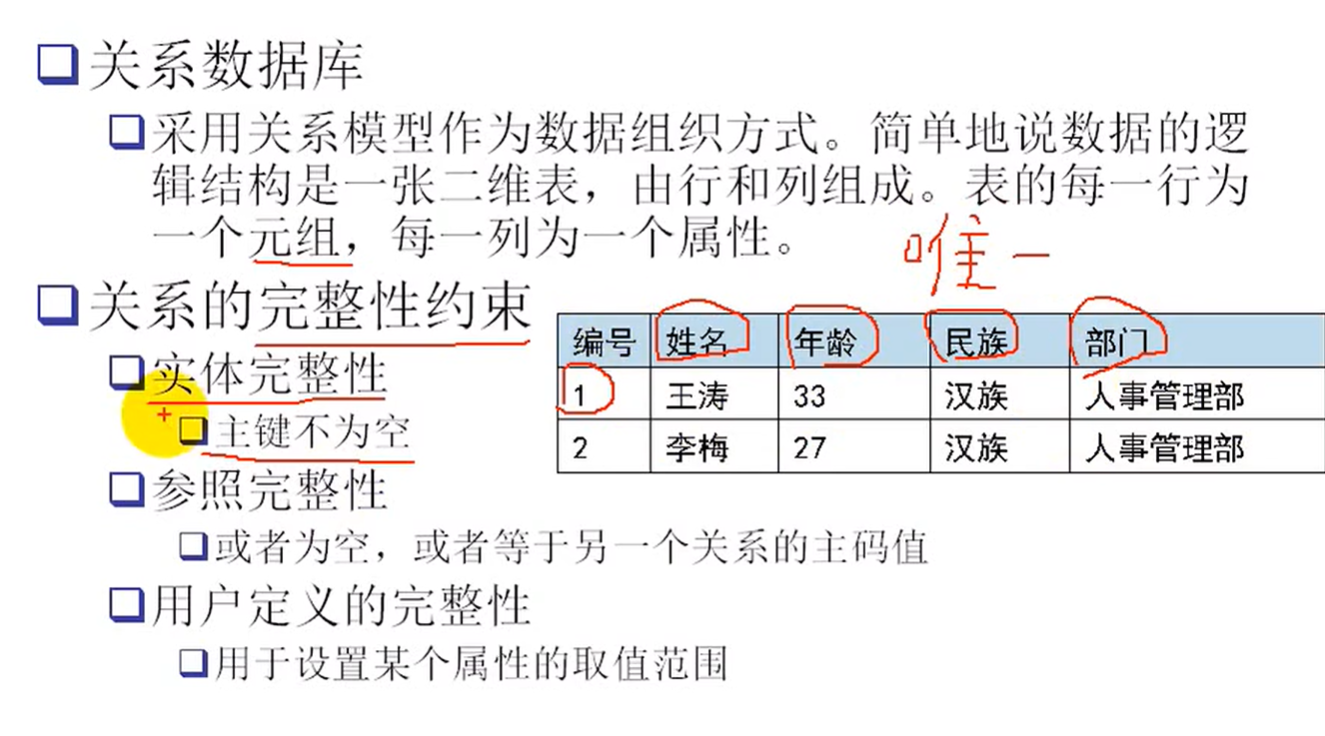 关系数据库
采用关系模型作为数据组织方式。简单地说数据的逻
辑结构是一张二维表，由行和列组成。表的每一行为
一个元组，每一列为一个属性。
唯一
关系的完整性约束
实体完整性
主键不为空
参照完整性
或者为空，或者等于另一个关系的主码值
用户定义的完整性
用于设置某个属性的取值范围
编号 姓名 年龄 民族 部门
1 王涛 33 汉族 人事管理部
2 李梅 27 汉族 人事管理部